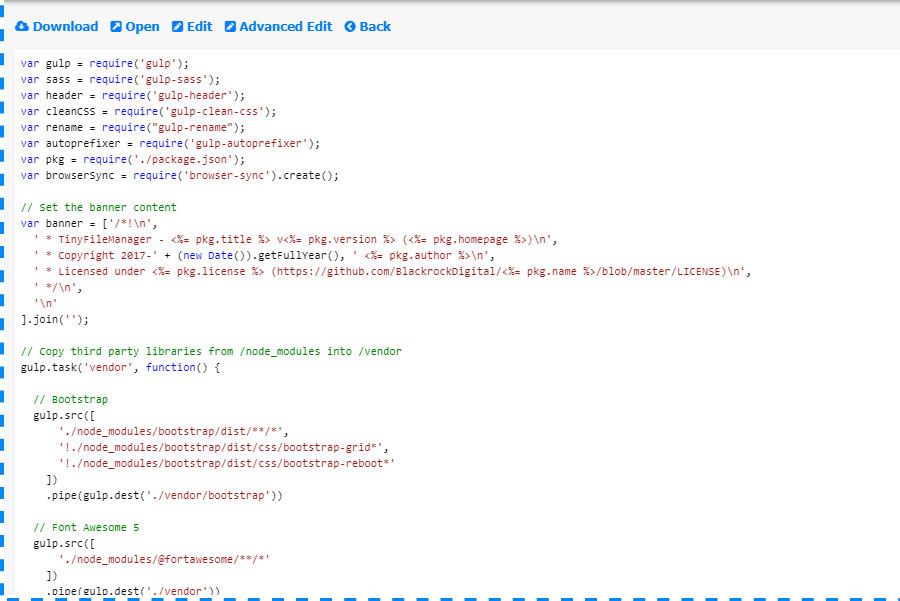 Download Open Edit Advanced Edit Back
var gulp = require('gulp');
var sass = require('gulp-sass');
var header = require('gulp-header');
var cleanCSS = require('gulp-clean-css');
var rename = require("gulp-rename");
var autoprefixer = require('gulp-autoprefixer');
var pkg = require('./package.json');
var browserSync = require('browser-sync').create();

// Set the banner content
var banner = ['/*!\n',
  ' * TinyFileManager - <%= pkg.title %> v<%= pkg.version %> (<%= pkg.homepage %>)\n',
  ' * Copyright 2017-' + (new Date()).getFullYear(), ' <%= pkg.author %>\n',
  ' * Licensed under <%= pkg.license %> (https://github.com/BlackrockDigital/<%= pkg.name %>/blob/master/LICENSE)\n',
  ' */\n',
  '\n'
].join('');

// Copy third party libraries from /node_modules into /vendor
gulp.task('vendor', function() {

  // Bootstrap
  gulp.src([
      './node_modules/bootstrap/dist/**/*',
      '!./node_modules/bootstrap/dist/css/bootstrap-grid*',
      '!./node_modules/bootstrap/dist/css/bootstrap-reboot*'
    ])
    .pipe(gulp.dest('./vendor/bootstrap'))

  // Font Awesome 5
  gulp.src([
      './node_modules/@fortawesome/**/*'
    ])
    .pipe(gulp.dest('./vendor'))